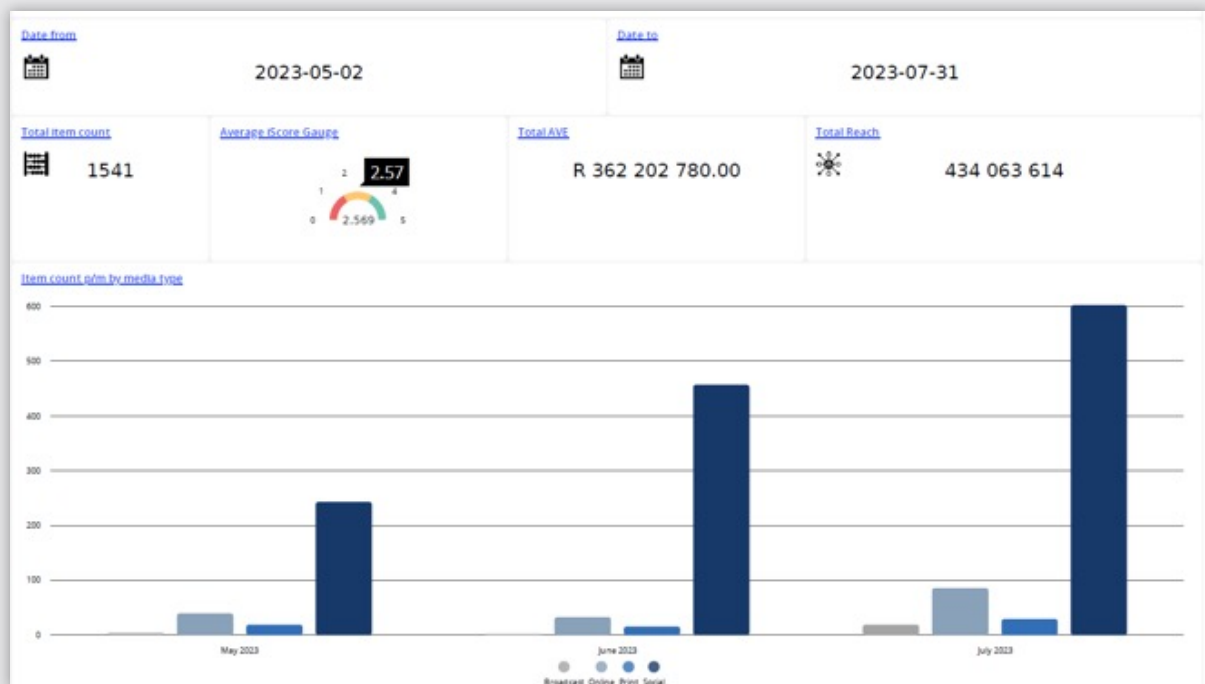 Date from
Date to
2023-05-02
2023-07-31
Total item count
Average iScore Gauge
Total AVE
Total Reach
1541
2
2.57
1
4
0
2.569
5
R 362 202 780.00
434 063 614
Item count p/m by media type
600
500
400
300
200
100
0
May 2023
June 2023
July 2023
Broadcast Online Print Social